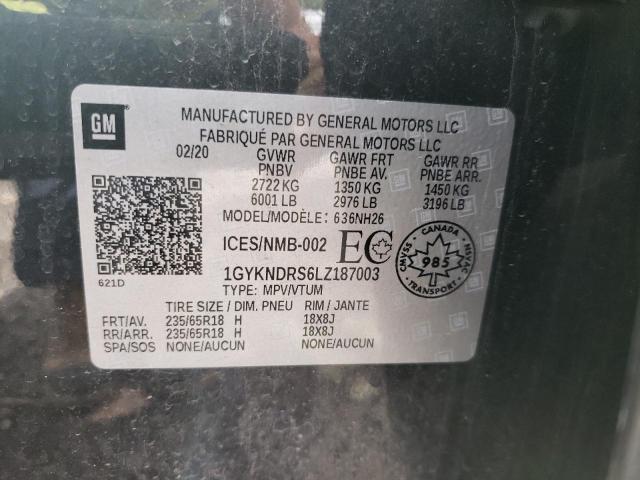 GM
MANUFACTURED BY GENERAL MOTORS LLC
FABRIQUÉ PAR GENERAL MOTORS LLC
02/20 GVWR GAWR FRT GAWR RR
PNBV PNBE AV. PNBE ARR.
2722 KG 1350 KG 1450 KG
6001 LB 2976 LB 3196 LB
MODEL/MODÈLE: 636NH26
ICES/NMB-002 EC
CANADA
CMVSS 985 NSVAC
TRANSPORT
1GYKNDRS6LZ187003
621D
TYPE: MPV/VTUM
TIRE SIZE / DIM. PNEU RIM / JANTE
FRT/AV. 235/65R18 H 18X8J
RR/ARR. 235/65R18 H 18X8J
SPA/SOS NONE/AUCUN NONE/AUCUN